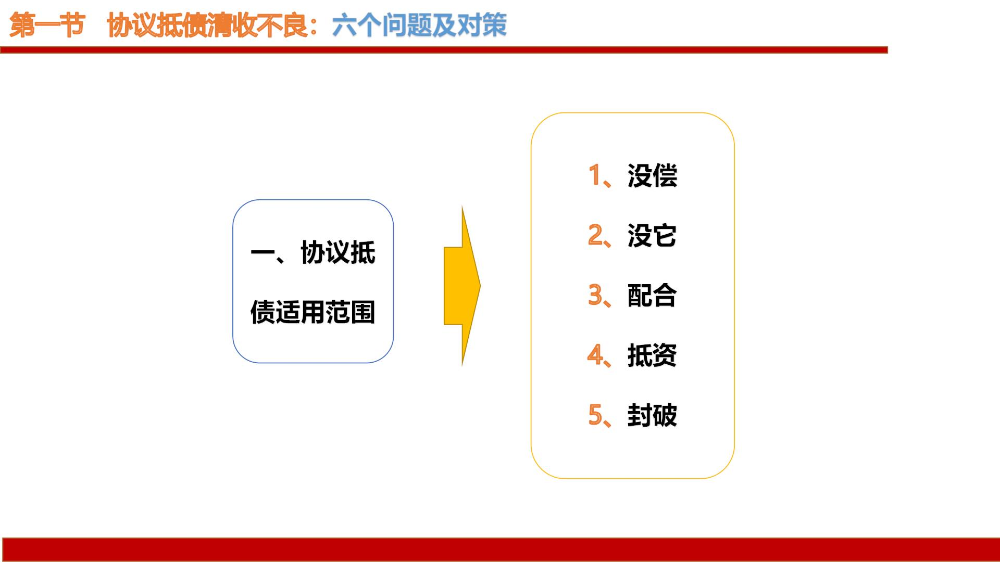 第一节 协议抵债清收不良：六个问题及对策
一、协议抵
债适用范围
1、没偿
2、没它
3、配合
4、抵资
5、封破